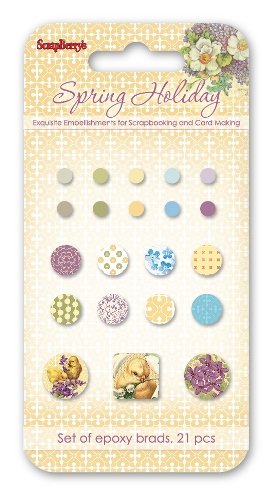 ScrapBerry's
Spring Holiday
Exquisite Embellishments for Scrapbooking and Card Making
Set of epoxy brads, 21 pcs